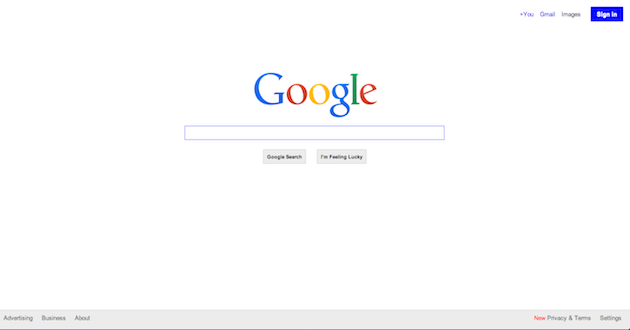 +You Gmail Images Sign in
Google
Google Search I'm Feeling Lucky
Advertising Business About New Privacy & Terms Settings